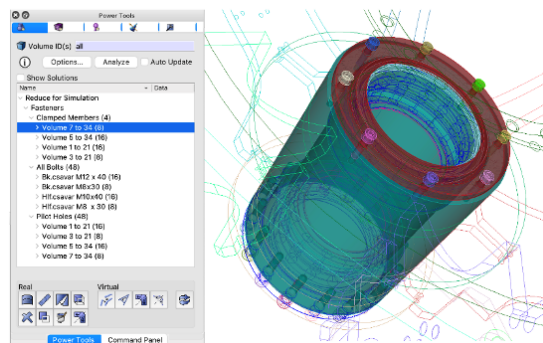 Power Tools
Volume ID(s) all
Options... Analyze Auto Update
Show Solutions
Name Data
Reduce for Simulation
Fasteners
Clamped Members (4)
Volume 7 to 34 (8)
Volume 5 to 34 (16)
Volume 1 to 21 (16)
Volume 3 to 21 (8)
All Bolts (48)
Bk.csavar M12 x 40 (16)
Bk.csavar M6x30 (8)
Hlf.csavar M10x40 (16)
Hlf.csavar M8 x 30 (8)
Pilot Holes (48)
Volume 1 to 21 (16)
Volume 3 to 21 (8)
Volume 5 to 34 (16)
Volume 7 to 34 (8)
Real Virtual
Power Tools Command Panel